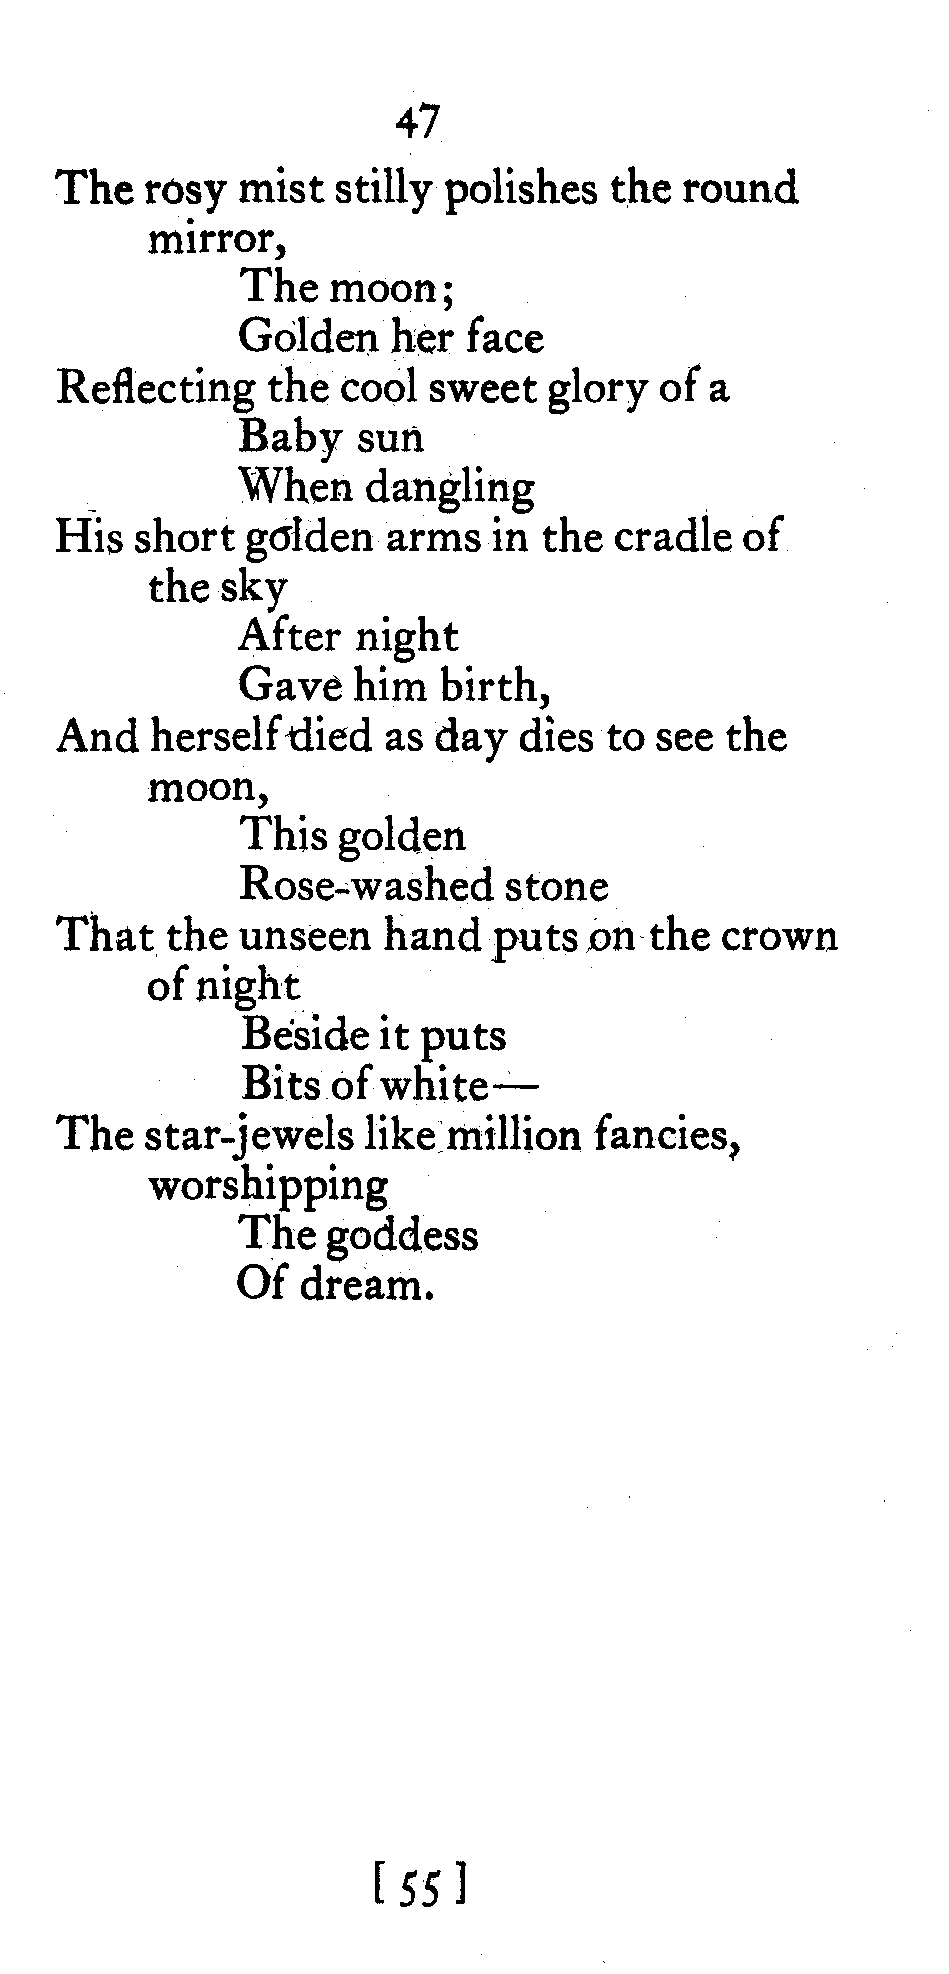 47
The rosy mist stilly polishes the round
mirror,
The moon;
Golden her face
Reflecting the cool sweet glory of a
Baby sun
When dangling
His short golden arms in the cradle of
the sky
After night
Gave him birth,
And herself died as day dies to see the
moon,
This golden
Rose-washed stone
That the unseen hand puts on the crown
of night
Beside it puts
Bits of white—
The star-jewels like million fancies,
worshipping
The goddess
Of dream.
[ 55 ]